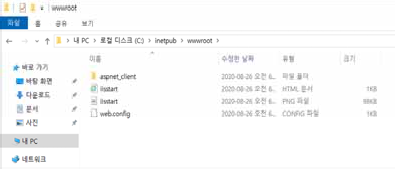 wwwroot
파일 홈 공유 보기
내 PC > 로컬 디스크 (C:) > inetpub > wwwroot
이름 수정한 날짜 유형 크기
바로 가기
바탕 화면
다운로드
문서
사진
내 PC
네트워크
aspnet_client 2020-08-26 오전 6... 파일 폴더
iisstart 2020-08-26 오전 6... HTML 문서 1KB
iisstart 2020-08-26 오전 6... PNG 파일 98KB
web.config 2020-08-26 오전 6... CONFIG 파일 1KB